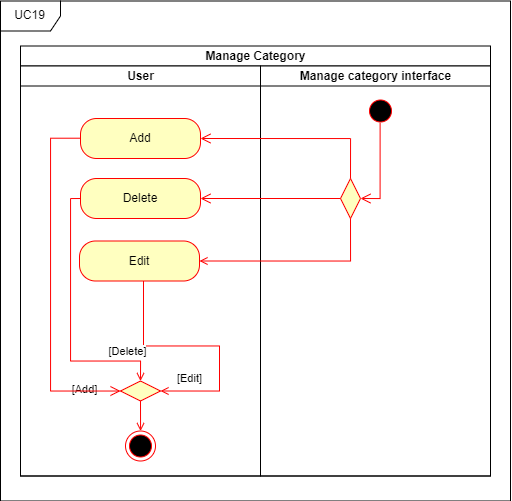 UC19
Manage Category
User
Manage category interface
Add
Delete
Edit
[Delete]
[Edit]
[Add]